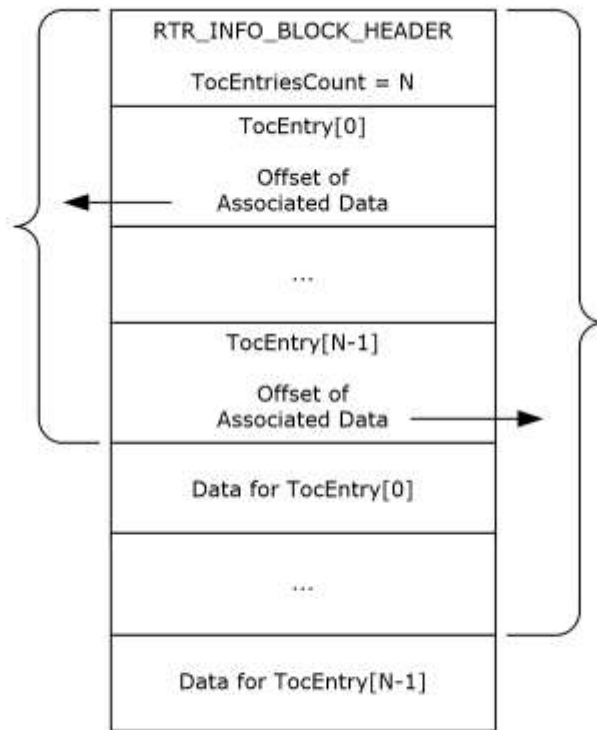 RTR_INFO_BLOCK_HEADER
TocEntriesCount = N
TocEntry[0]
Offset of
Associated Data
...
TocEntry[N-1]
Offset of
Associated Data
Data for TocEntry[0]
...
Data for TocEntry[N-1]